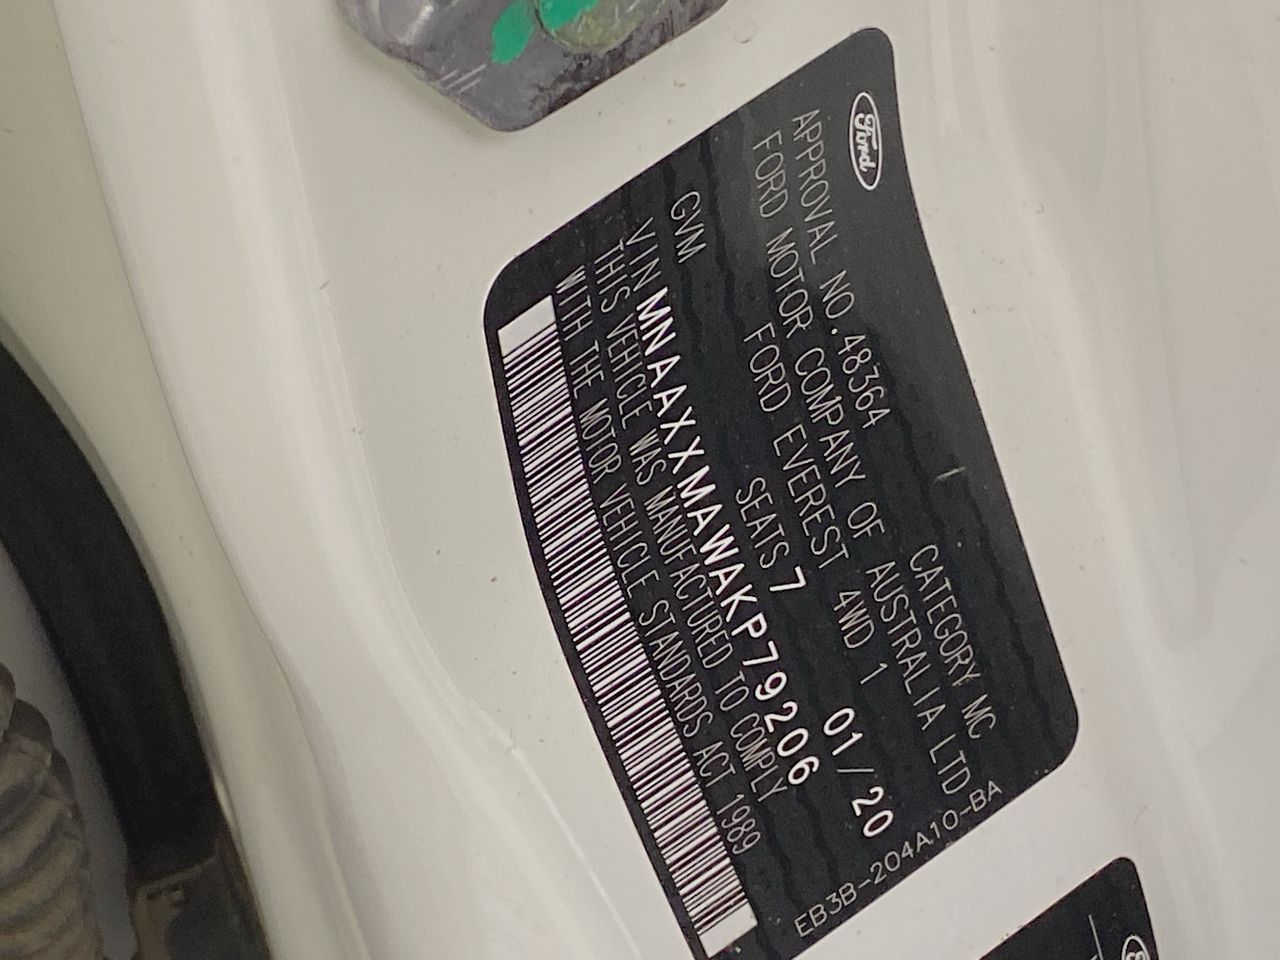 Ford
CATEGORY MC
APPROVAL NO.48364
FORD MOTOR COMPANY OF AUSTRALIA LTD
FORD EVEREST 4WD 1
SEATS 7 01/20
GVM
VIN MNAAXXMAWAKP79206
THIS VEHICLE WAS MANUFACTURED TO COMPLY
WITH THE MOTOR VEHICLE STANDARDS ACT 1989
EB3B-204A10-BA